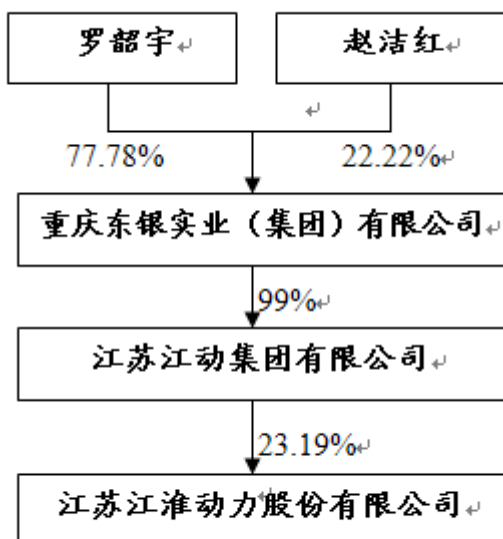 罗韶宇
赵洁红
77.78%
22.22%
重庆东银实业（集团）有限公司
99%
江苏江动集团有限公司
23.19%
江苏江淮动力股份有限公司